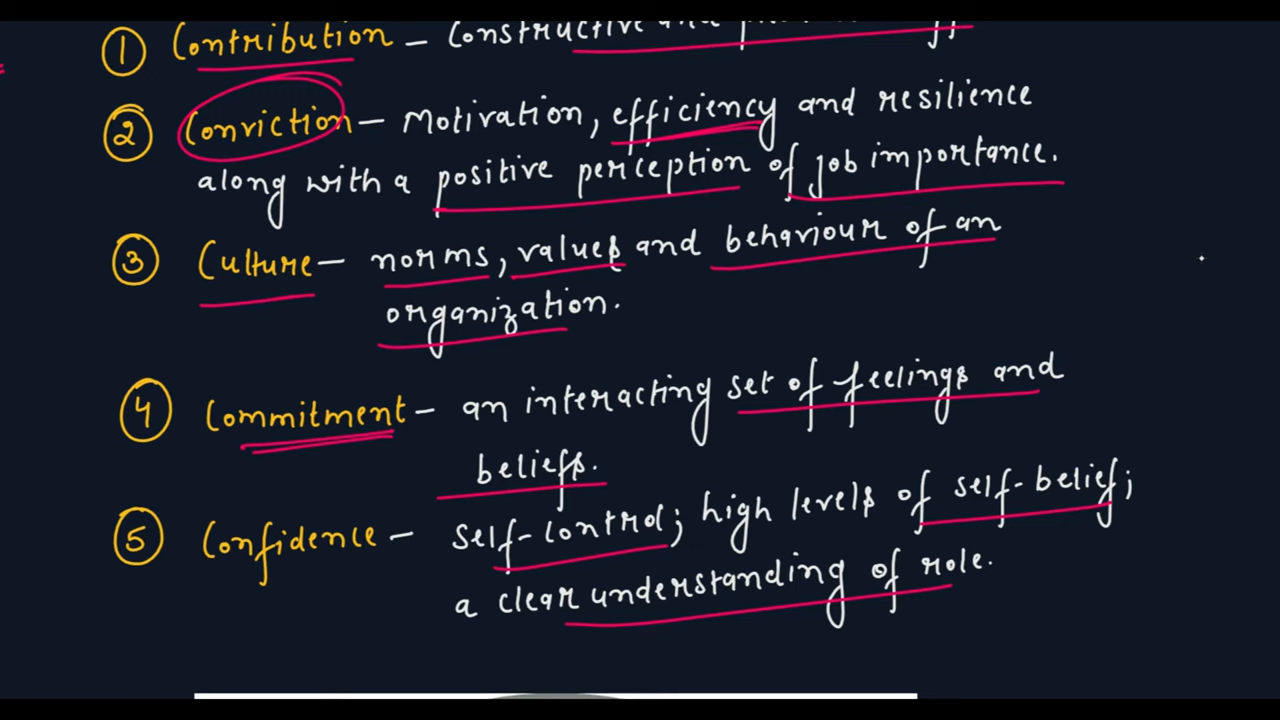 ① Contribution – Constructive and
② Conviction – Motivation, efficiency and resilience
along with a positive perception of job importance.
③ Culture – norms, values and behaviour of an
organization.
④ Commitment – an interacting set of feelings and
beliefs.
⑤ Confidence – Self-control; high levels of self-belief;
a clear understanding of role.